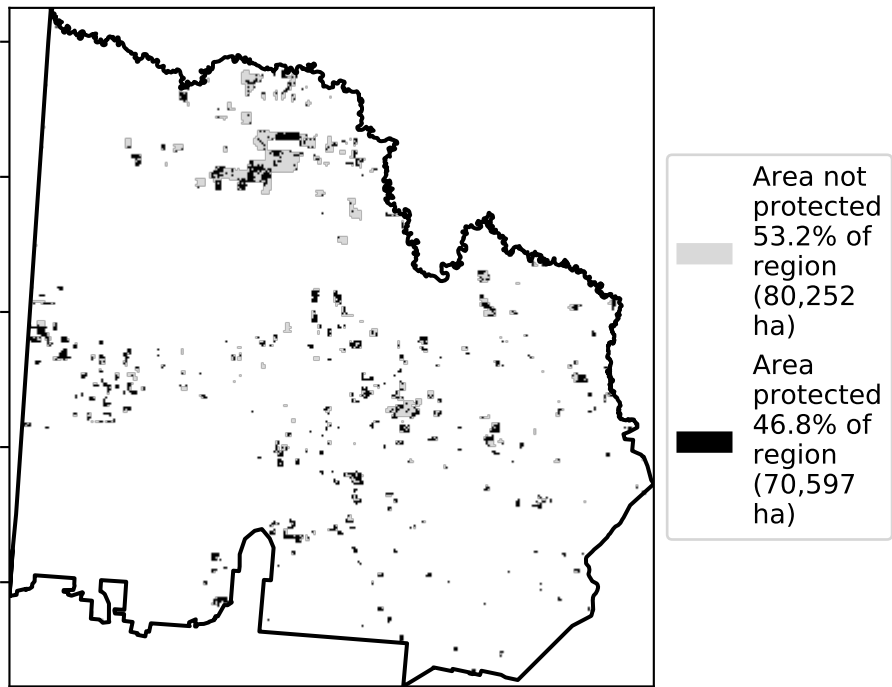 Area not
protected
53.2% of
region
(80,252
ha)
Area
protected
46.8% of
region
(70,597
ha)